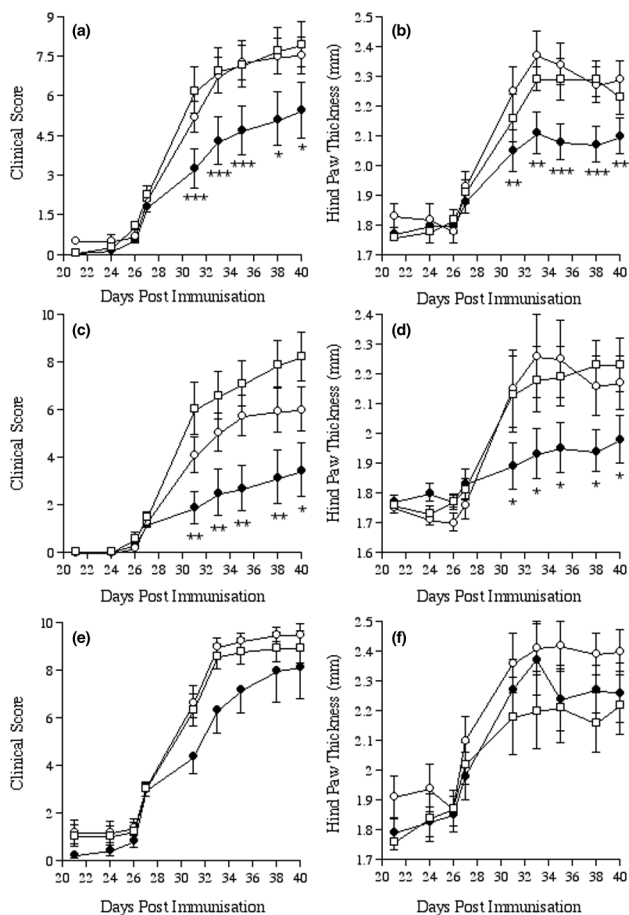 (a)
Clinical Score
9
7.5
6
4.5
3
1.5
0
*** *** *** * *
20 22 24 26 28 30 32 34 36 38 40
Days Post Immunisation
(b)
Hind Paw Thickness (mm)
2.5
2.4
2.3
2.2
2.1
2.0
1.9
1.8
1.7
** ** *** *** **
20 22 24 26 28 30 32 34 36 38 40
Days Post Immunisation
(c)
Clinical Score
10
8
6
4
2
0
** ** ** ** *
20 22 24 26 28 30 32 34 36 38 40
Days Post Immunisation
(d)
Hind Paw Thickness (mm)
2.4
2.3
2.2
2.1
2
1.9
1.8
1.7
1.6
* * * * *
20 22 24 26 28 30 32 34 36 38 40
Days Post Immunisation
(e)
Clinical Score
10
8
6
4
2
0
20 22 24 26 28 30 32 34 36 38 40
Days Post Immunisation
(f)
Hind Paw Thickness (mm)
2.5
2.4
2.3
2.2
2.1
2
1.9
1.8
1.7
20 22 24 26 28 30 32 34 36 38 40
Days Post Immunisation